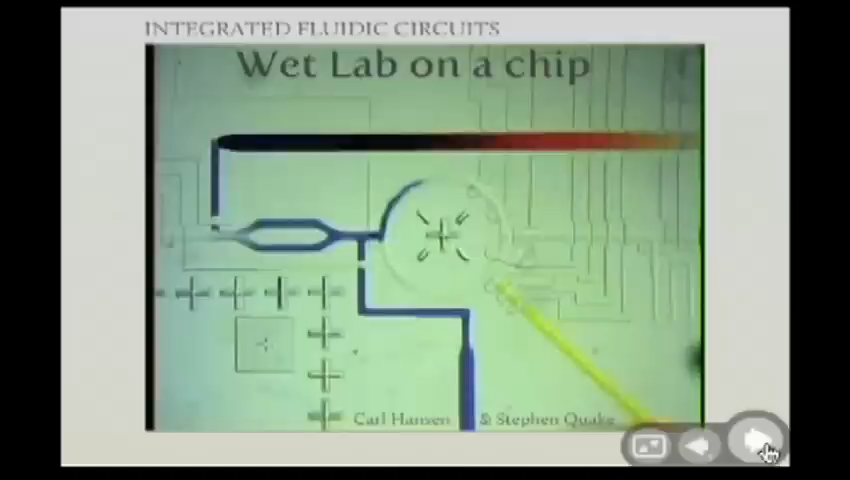 INTEGRATED FLUIDIC CIRCUITS
Wet Lab on a chip
Carl Hansen & Stephen Quake